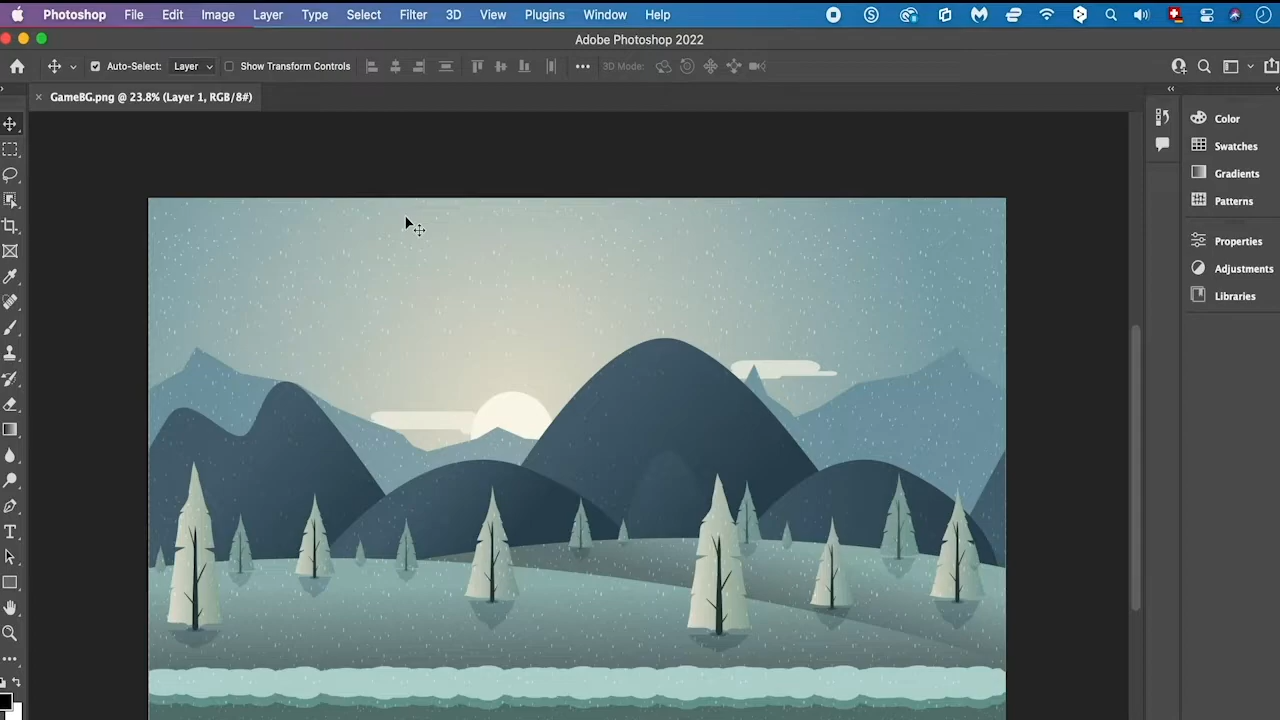 Photoshop File Edit Image Layer Type Select Filter 3D View Plugins Window Help
Adobe Photoshop 2022
Auto-Select: Layer Show Transform Controls 3D Mode:
GameBG.png @ 23.8% (Layer 1, RGB/8#)
Color
Swatches
Gradients
Patterns
Properties
Adjustments
Libraries